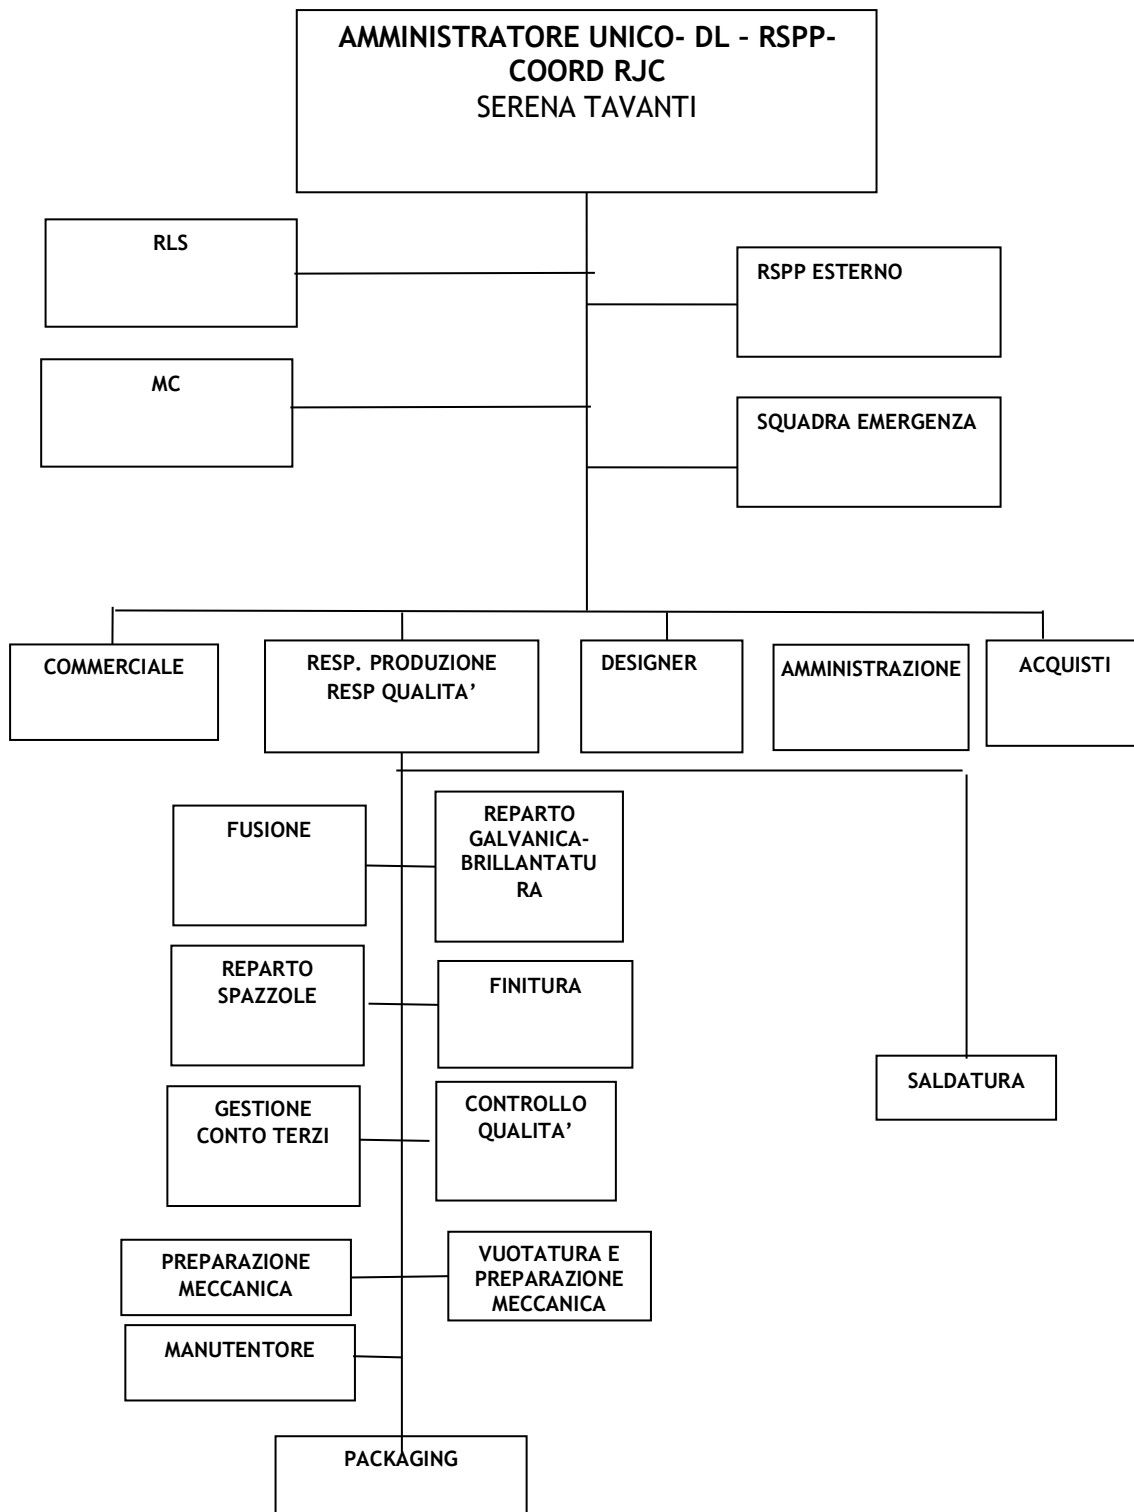 AMMINISTRATORE UNICO- DL - RSPP-
COORD RJC
SERENA TAVANTI
RLS
RSPP ESTERNO
MC
SQUADRA EMERGENZA
COMMERCIALE
RESP. PRODUZIONE
RESP QUALITA’
DESIGNER
AMMINISTRAZIONE
ACQUISTI
FUSIONE
REPARTO
GALVANICA-
BRILLANTATU
RA
REPARTO
SPAZZOLE
FINITURA
SALDATURA
GESTIONE
CONTO TERZI
CONTROLLO
QUALITA’
PREPARAZIONE
MECCANICA
VUOTATURA E
PREPARAZIONE
MECCANICA
MANUTENTORE
PACKAGING